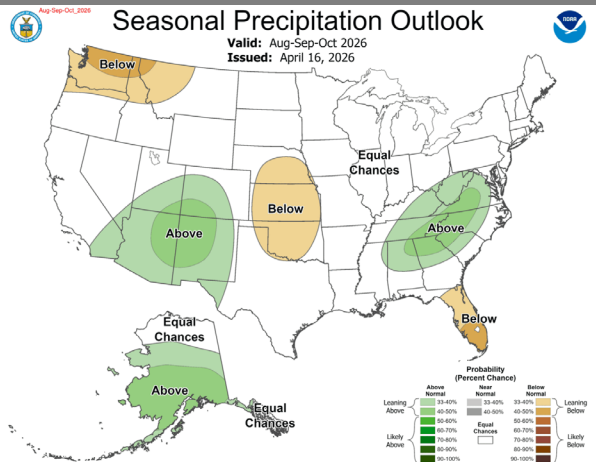 Aug-Sep-Oct_2026
Seasonal Precipitation Outlook
Valid: Aug-Sep-Oct 2026
Issued: April 16, 2026
NOAA
Below
Equal
Chances
Below
Above
Above
Below
Equal
Chances
Above
Equal
Chances
Probability
(Percent Chance)
Above
Normal
Near
Normal
Below
Normal
Leaning
Above
33-40%
40-50%
50-60%
60-70%
70-80%
80-90%
90-100%
Likely
Above
33-40%
40-50%
Equal
Chances
33-40%
40-50%
50-60%
60-70%
70-80%
80-90%
90-100%
Leaning
Below
Likely
Below